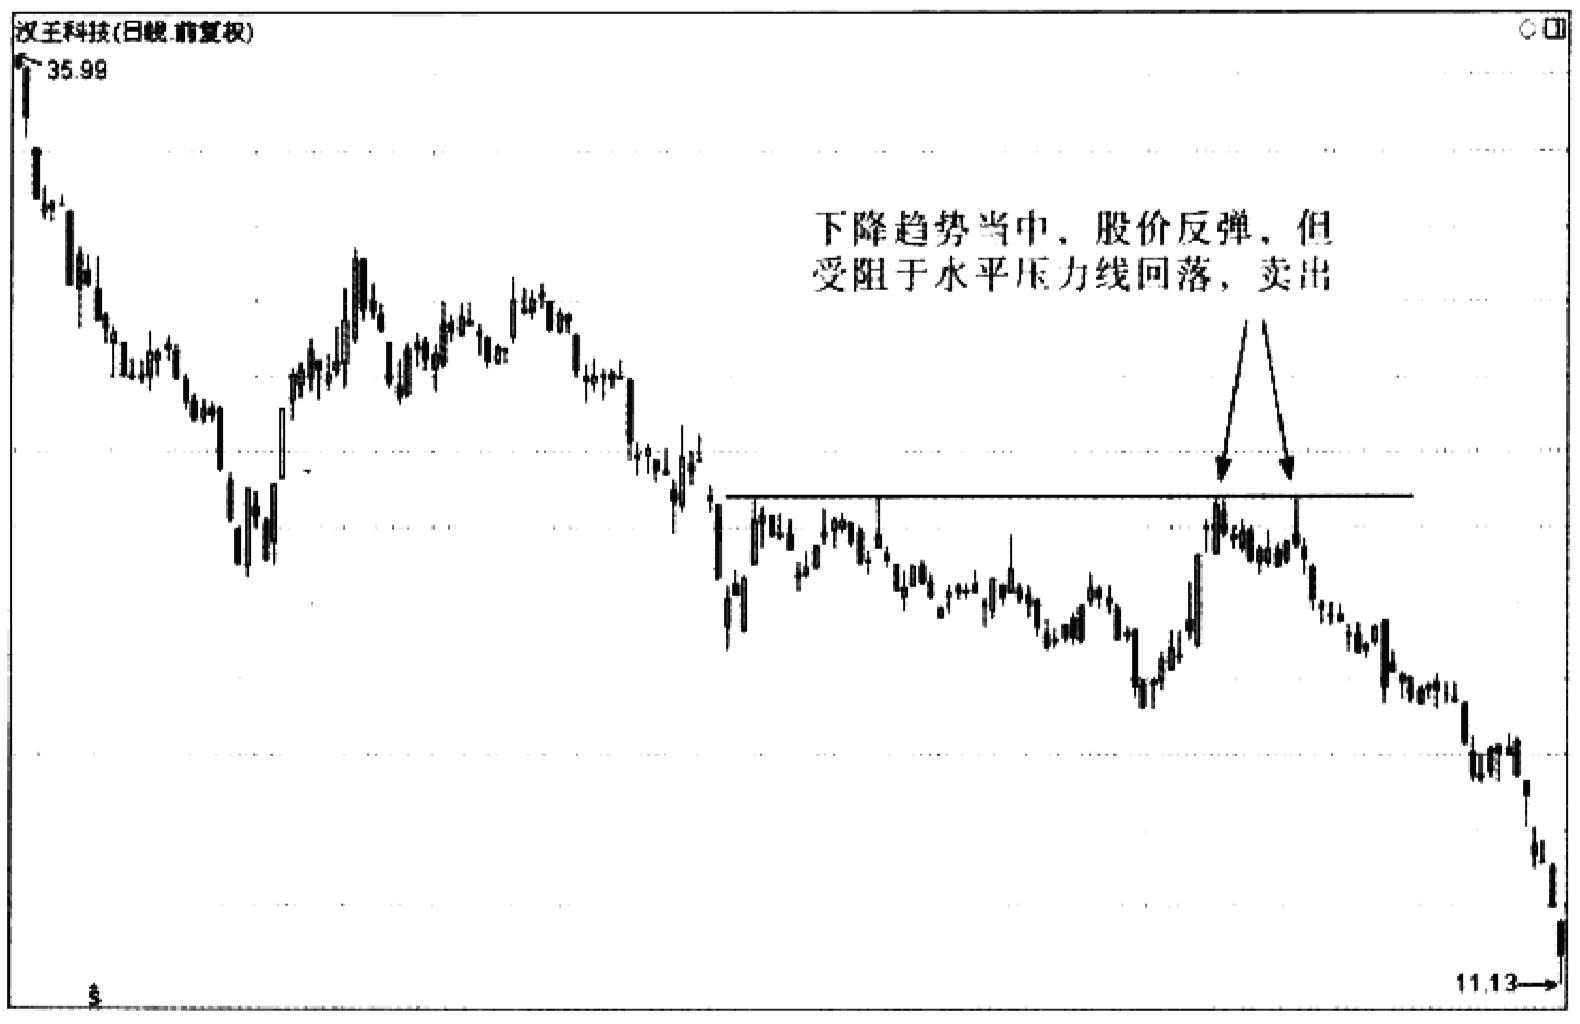 汉王科技(日线.前复权)
35.99
下降趋势当中，股价反弹，但
受阻于水平压力线回落，卖出
11.13
$